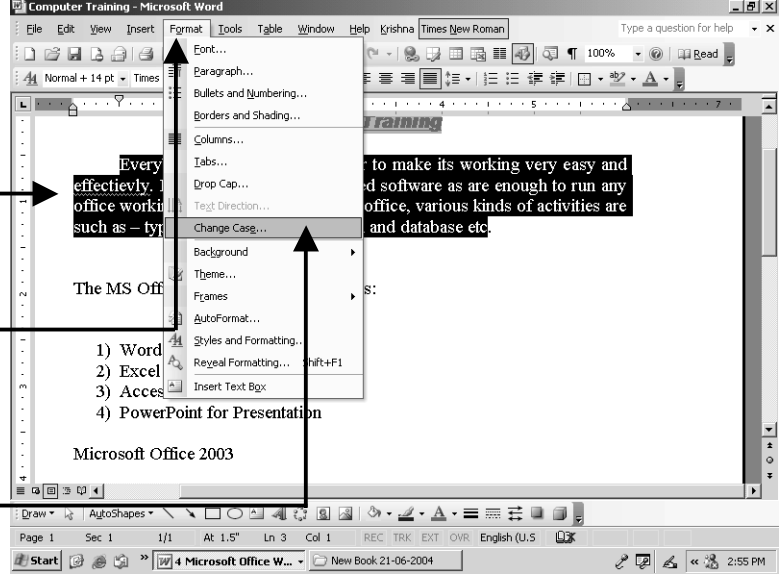 Computer Training - Microsoft Word
File Edit View Insert Format Tools Table Window Help Krishna Times New Roman Type a question for help
100% Read
Normal + 14 pt Times
Font...
Paragraph...
Bullets and Numbering...
Borders and Shading...
Columns...
Tabs...
Drop Cap...
Text Direction...
Change Case...
Background
Theme...
Frames
AutoFormat...
Styles and Formatting...
Reveal Formatting... Shift+F1
Insert Text Box
4 5 7
Training
Every r to make its working very easy and
effectievly. d software as are enough to run any
office workin office, various kinds of activities are
such as – typ and database etc.
The MS Off s:
1) Word
2) Excel
3) Acces
4) PowerPoint for Presentation
Microsoft Office 2003
Draw AutoShapes
Page 1 Sec 1 1/1 At 1.5" Ln 3 Col 1 REC TRK EXT OVR English (U.S
Start » 4 Microsoft Office W... New Book 21-06-2004 « 2:55 PM